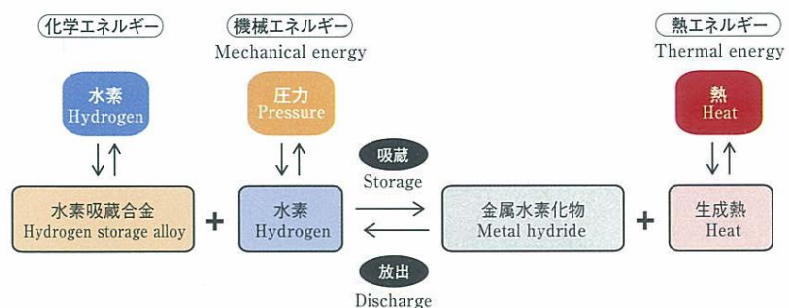 化学エネルギー
機械エネルギー
Mechanical energy
熱エネルギー
Thermal energy
水素
Hydrogen
圧力
Pressure
熱
Heat
吸蔵
Storage
水素吸蔵合金
Hydrogen storage alloy
+
水素
Hydrogen
金属水素化物
Metal hydride
+
生成熱
Heat
放出
Discharge